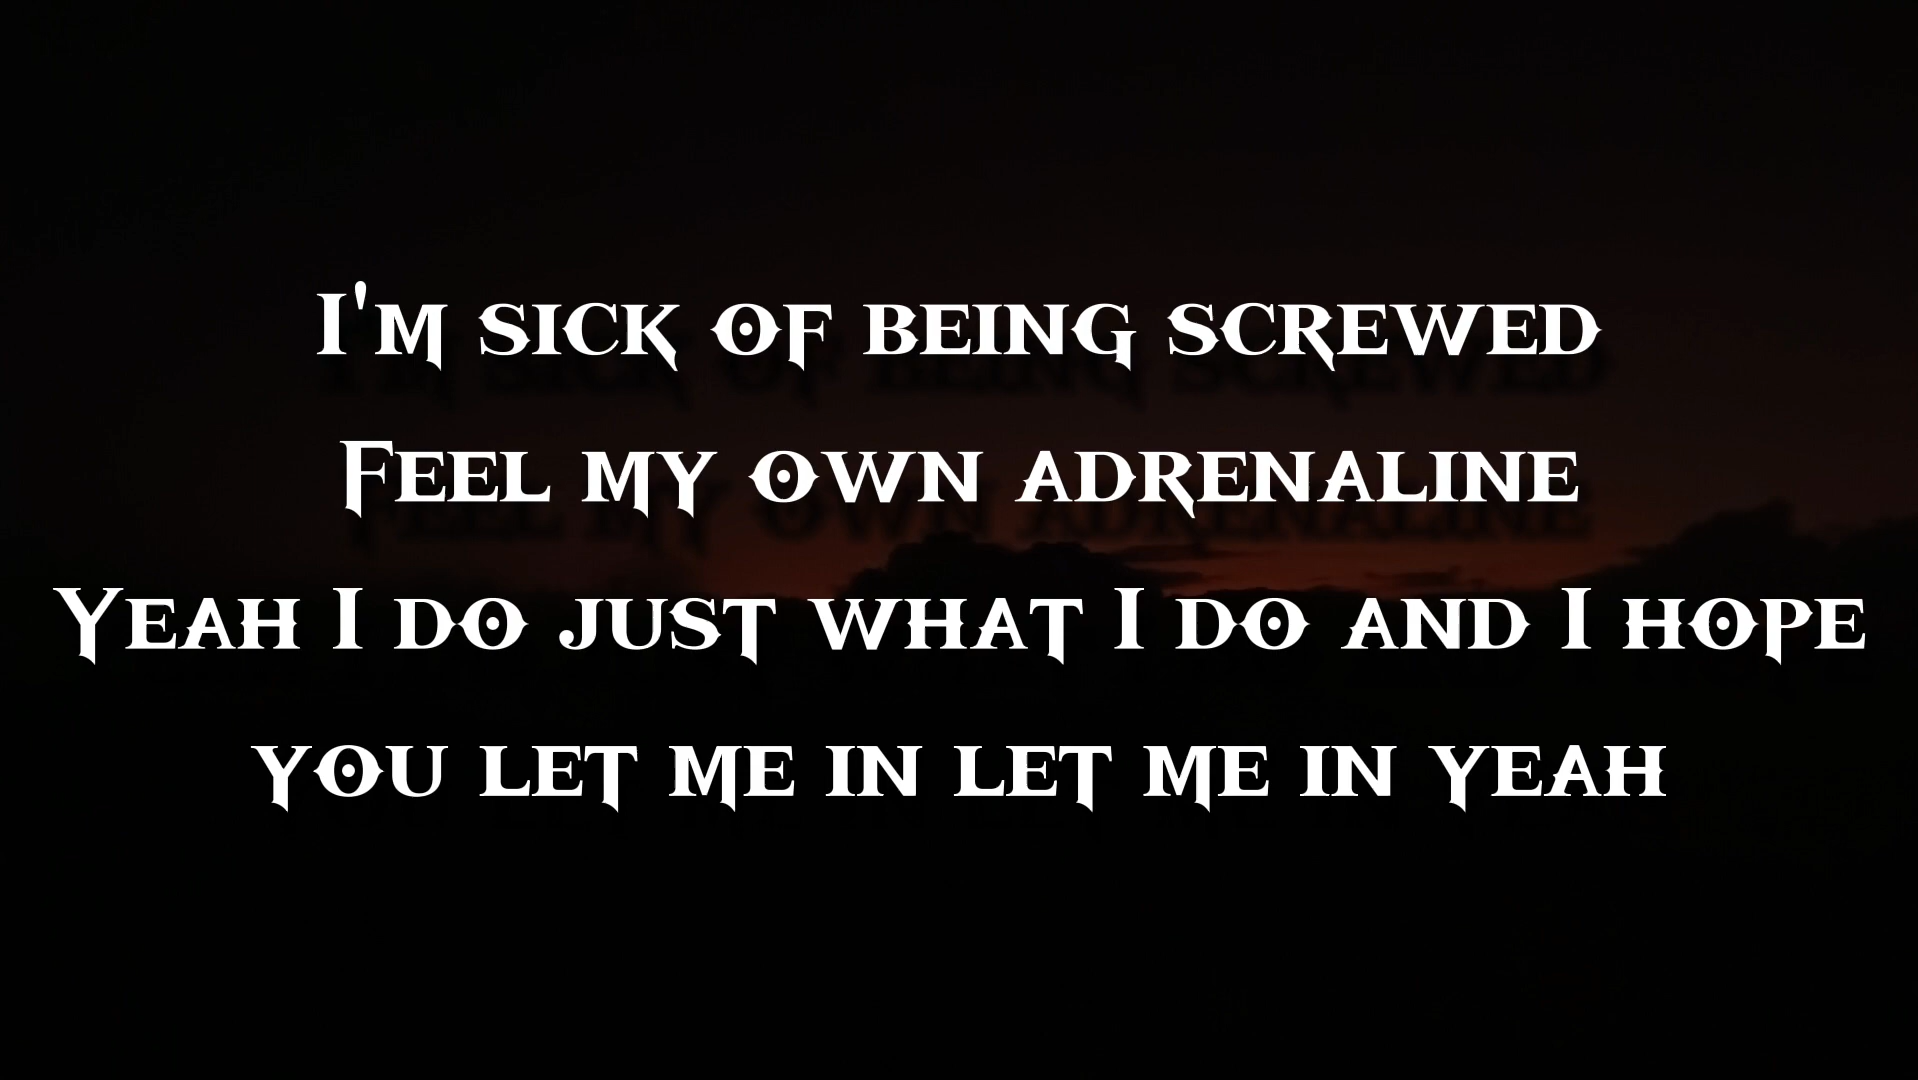 I'm sick of being screwed
Feel my own adrenaline
Yeah I do just what I do and I hope
you let me in let me in yeah